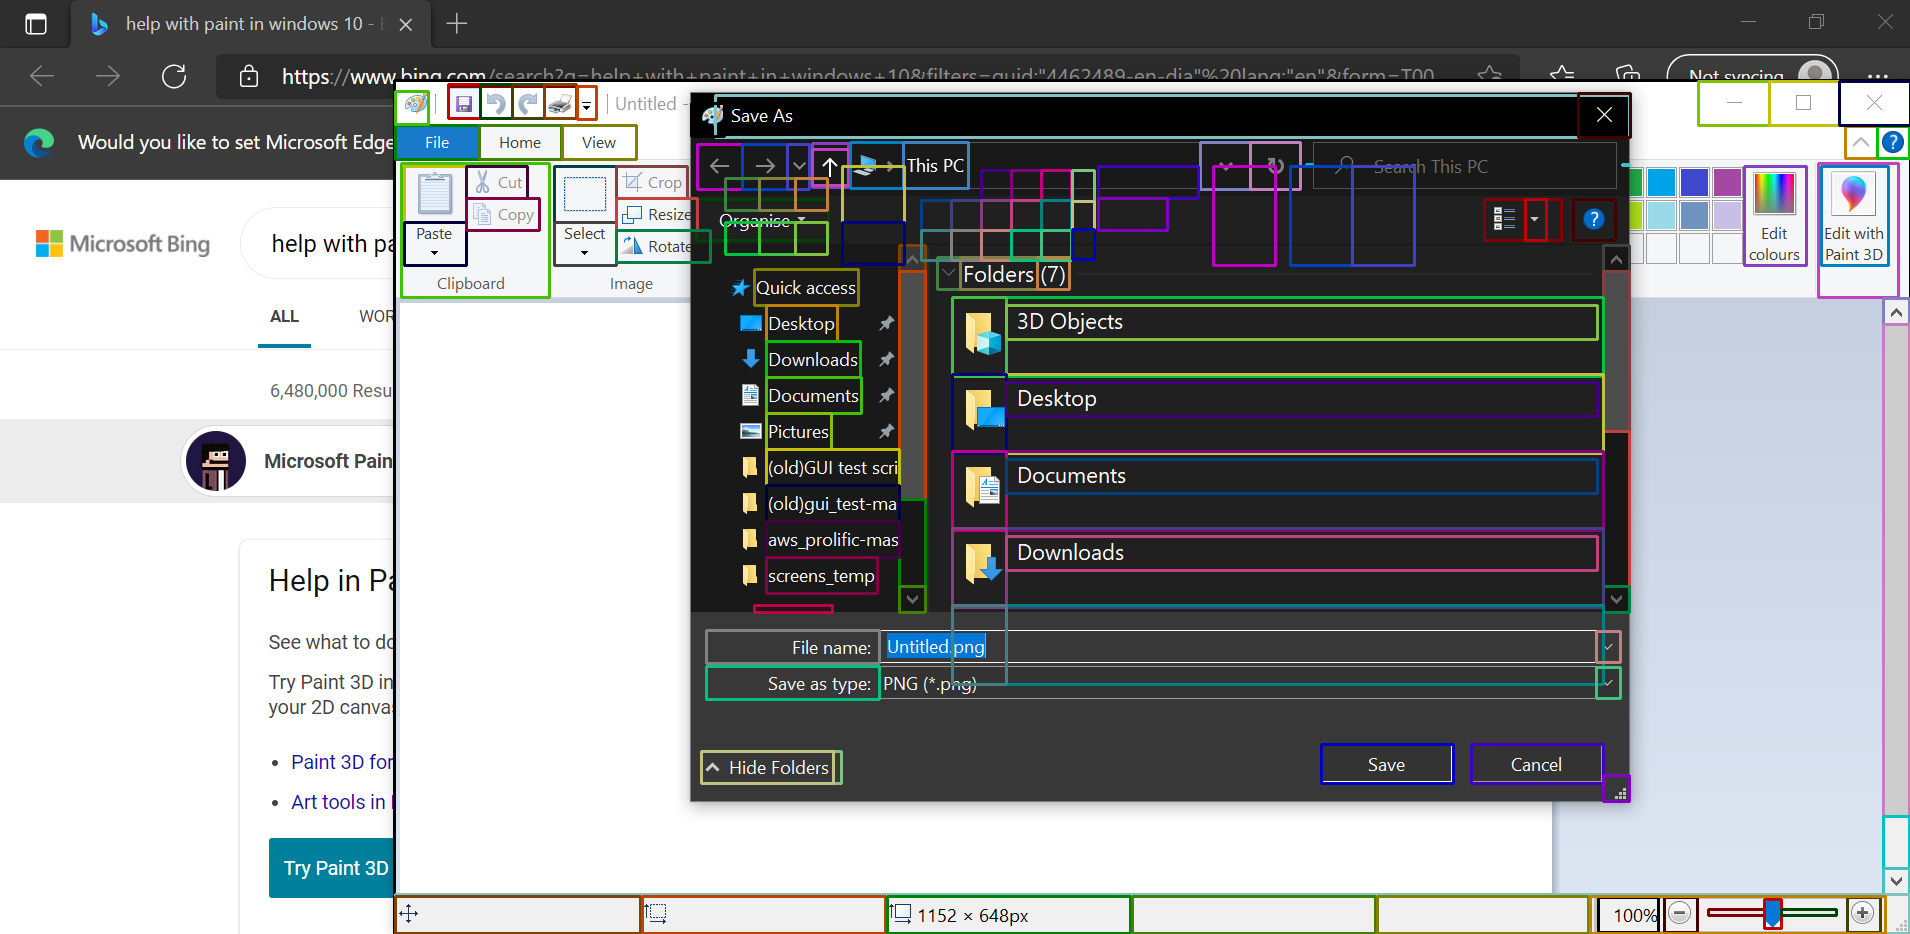 help with paint in windows 10 -
https://www.bing.com/search?q=help+with+paint+in+windows+10&filters=guid:"4462489-en-dia"%20lang:"en"&form=T00
Not syncing
Would you like to set Microsoft Edge
Untitled -
File
Home
View
Paste
Cut
Copy
Clipboard
Select
Crop
Resize
Rotate
Image
Edit
colours
Edit with
Paint 3D
Microsoft Bing
help with pa
ALL
WOR
6,480,000 Resu
Microsoft Pain
Help in Pa
See what to do
Try Paint 3D in
your 2D canvas
• Paint 3D for
• Art tools in
Try Paint 3D
Save As
This PC
Search This PC
Organise
Quick access
Desktop
Downloads
Documents
Pictures
(old)GUI test scri
(old)gui_test-ma
aws_prolific-mas
screens_temp
Folders (7)
3D Objects
Desktop
Documents
Downloads
File name:
Untitled.png
Save as type:
PNG (*.png)
Hide Folders
Save
Cancel
1152 × 648px
100%